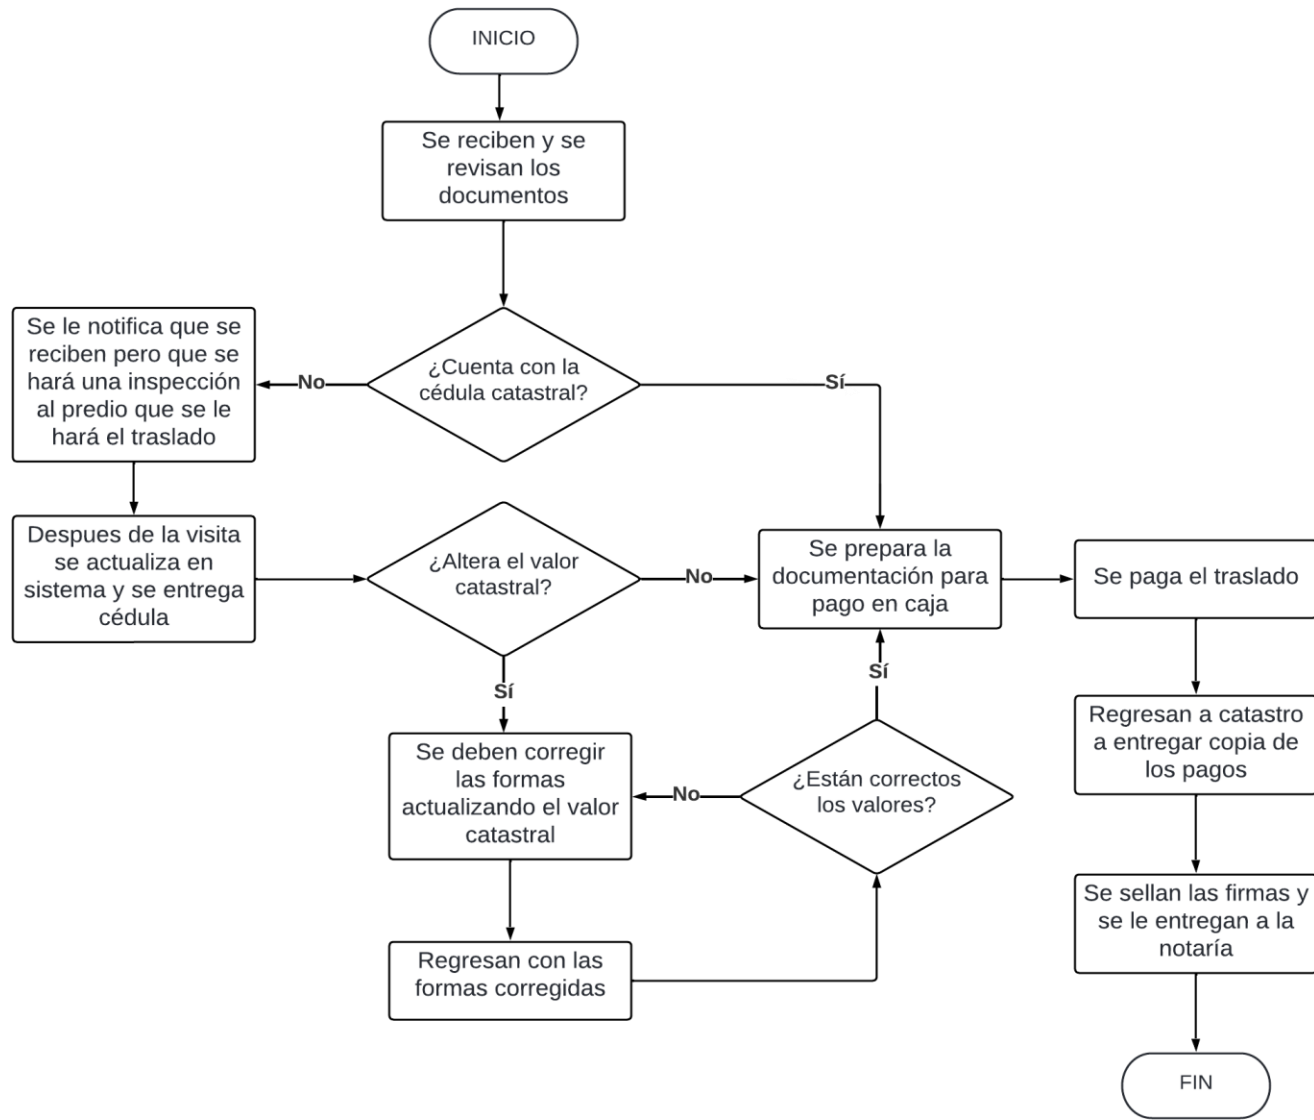 INICIO
Se reciben y se
revisan los
documentos
¿Cuenta con la
cédula catastral?
No
Sí
Se le notifica que se
reciben pero que se
hará una inspección
al predio que se le
hará el traslado
Despues de la visita
se actualiza en
sistema y se entrega
cédula
¿Altera el valor
catastral?
No
Sí
Se prepara la
documentación para
pago en caja
Se paga el traslado
Se deben corregir
las formas
actualizando el valor
catastral
Regresan con las
formas corregidas
¿Están correctos
los valores?
No
Sí
Regresan a catastro
a entregar copia de
los pagos
Se sellan las firmas y
se le entregan a la
notaría
FIN